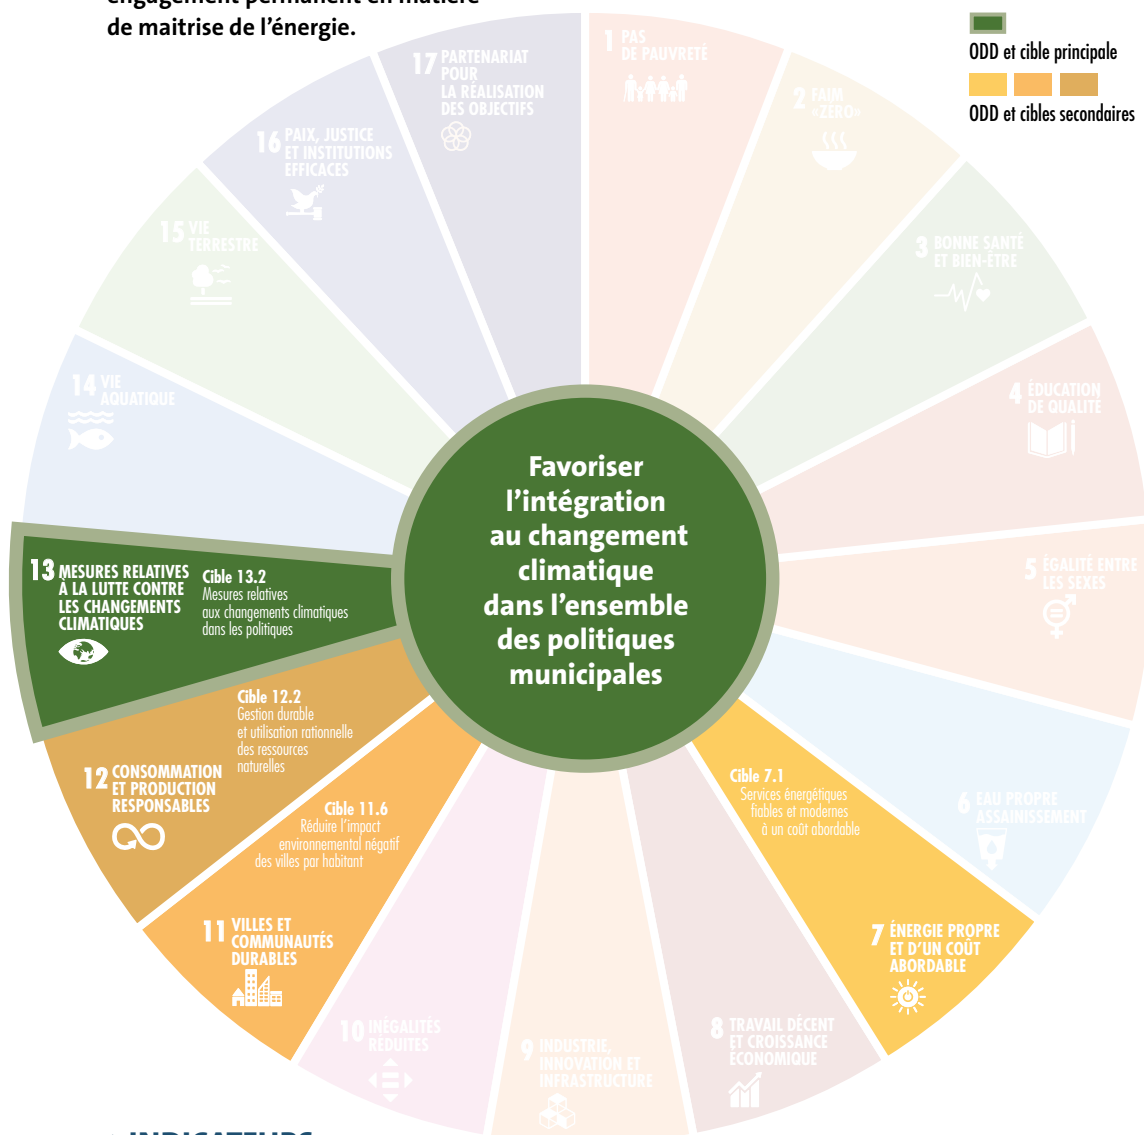 engagement permanent en matière
de maitrise de l'énergie.
ODD et cible principale
ODD et cibles secondaires
1 PAS
DE PAUVRETÉ
2 FAIM
«ZÉRO»
3 BONNE SANTÉ
ET BIEN-ÊTRE
4 ÉDUCATION
DE QUALITÉ
5 ÉGALITÉ ENTRE
LES SEXES
6 EAU PROPRE
ASSAINISSEMENT
7 ÉNERGIE PROPRE
ET D'UN COÛT
ABORDABLE
Cible 7.1
Services énergétiques
fiables et modernes
à un coût abordable
8 TRAVAIL DÉCENT
ET CROISSANCE
ÉCONOMIQUE
9 INDUSTRIE,
INNOVATION ET
INFRASTRUCTURE
10 INÉGALITÉS
RÉDUITES
11 VILLES ET
COMMUNAUTÉS
DURABLES
Cible 11.6
Réduire l'impact
environnemental négatif
des villes par habitant
12 CONSOMMATION
ET PRODUCTION
RESPONSABLES
Cible 12.2
Gestion durable
et utilisation rationnelle
des ressources
naturelles
13 MESURES RELATIVES
À LA LUTTE CONTRE
LES CHANGEMENTS
CLIMATIQUES
Cible 13.2
Mesures relatives
aux changements climatiques
dans les politiques
14 VIE
AQUATIQUE
15 VIE
TERRESTRE
16 PAIX, JUSTICE
ET INSTITUTIONS
EFFICACES
17 PARTENARIAT
POUR
LA RÉALISATION
DES OBJECTIFS
Favoriser
l'intégration
au changement
climatique
dans l'ensemble
des politiques
municipales
INDICATEURS